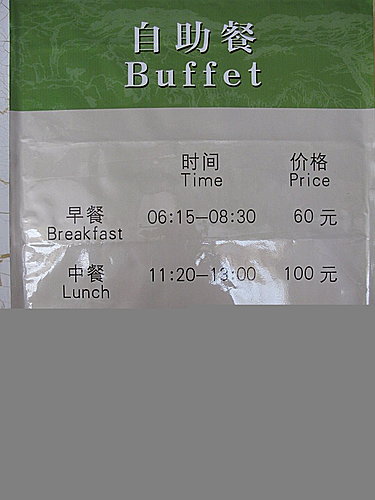 自助餐
Buffet
时间 价格
Time Price
早餐 06:15—08:30 60 元
Breakfast
中餐 11:20—13:00 100 元
Lunch